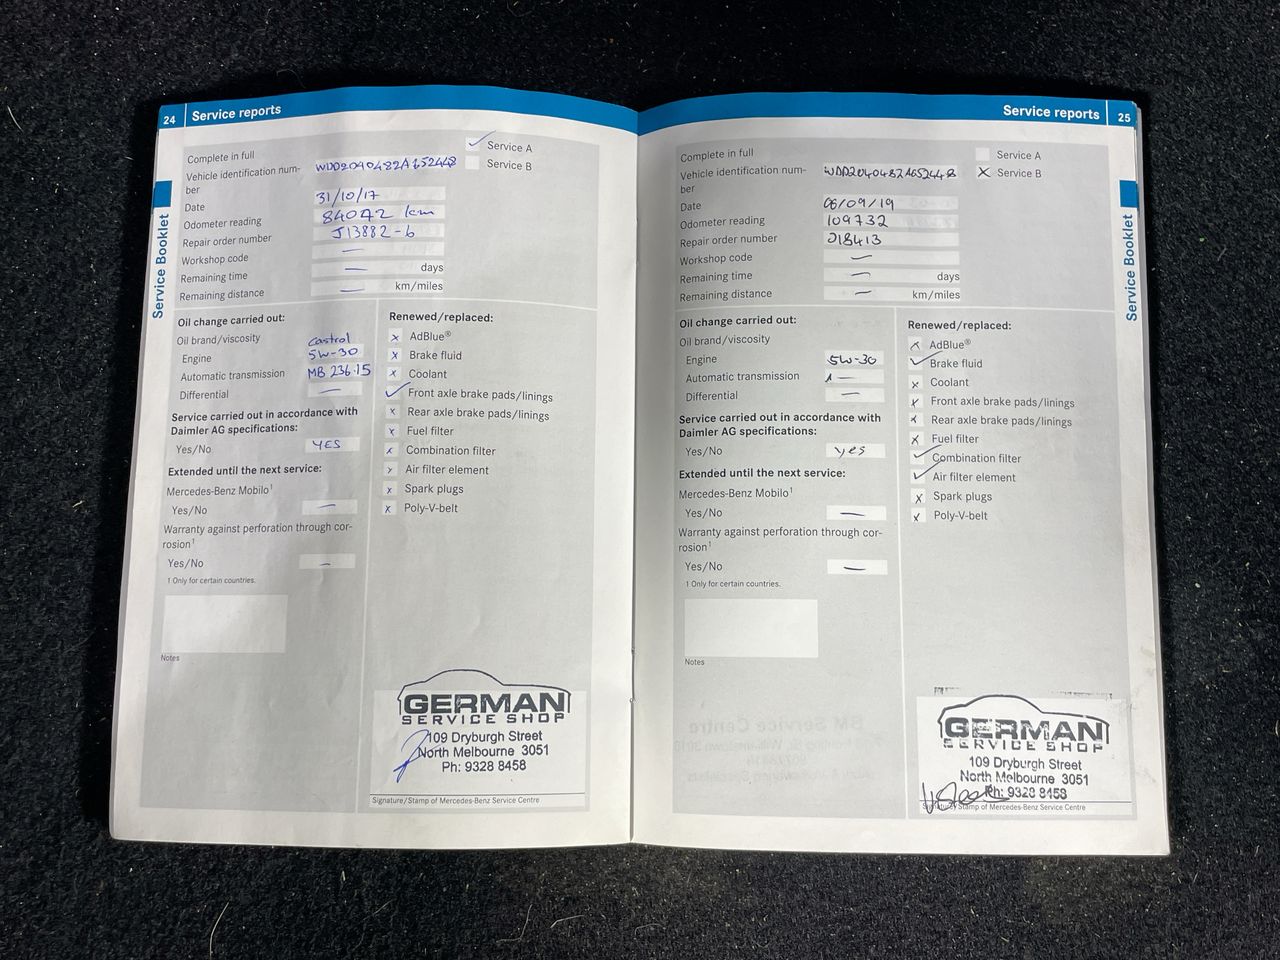 24 Service reports
Complete in full
Service A
Service B
Vehicle identification num-
ber
WDD2040482A652448
Date 31/10/17
Odometer reading 84042 km
Repair order number J13882-6
Workshop code —
Remaining time — days
Remaining distance — km/miles
Service Booklet
Oil change carried out:
Oil brand/viscosity Castrol
Engine 5W-30
Automatic transmission MB 236.15
Differential —
Service carried out in accordance with
Daimler AG specifications:
Yes/No YES
Extended until the next service:
Mercedes-Benz Mobilo¹
Yes/No —
Warranty against perforation through cor-
rosion¹
Yes/No —
1 Only for certain countries.
Notes
Renewed/replaced:
AdBlue®
Brake fluid
Coolant
Front axle brake pads/linings
Rear axle brake pads/linings
Fuel filter
Combination filter
Air filter element
Spark plugs
Poly-V-belt
GERMAN
SERVICE SHOP
109 Dryburgh Street
North Melbourne 3051
Ph: 9328 8458
Signature/Stamp of Mercedes-Benz Service Centre
Service reports 25
Complete in full
Service A
Service B
Vehicle identification num-
ber
WDD2040482A652448
Date 06/09/19
Odometer reading 109732
Repair order number 018413
Workshop code —
Remaining time — days
Remaining distance — km/miles
Service Booklet
Oil change carried out:
Oil brand/viscosity
Engine 5W-30
Automatic transmission —
Differential —
Service carried out in accordance with
Daimler AG specifications:
Yes/No yes
Extended until the next service:
Mercedes-Benz Mobilo¹
Yes/No —
Warranty against perforation through cor-
rosion¹
Yes/No —
1 Only for certain countries.
Notes
Renewed/replaced:
AdBlue®
Brake fluid
Coolant
Front axle brake pads/linings
Rear axle brake pads/linings
Fuel filter
Combination filter
Air filter element
Spark plugs
Poly-V-belt
GERMAN
SERVICE SHOP
109 Dryburgh Street
North Melbourne 3051
Ph: 9328 8458
Signature/Stamp of Mercedes-Benz Service Centre